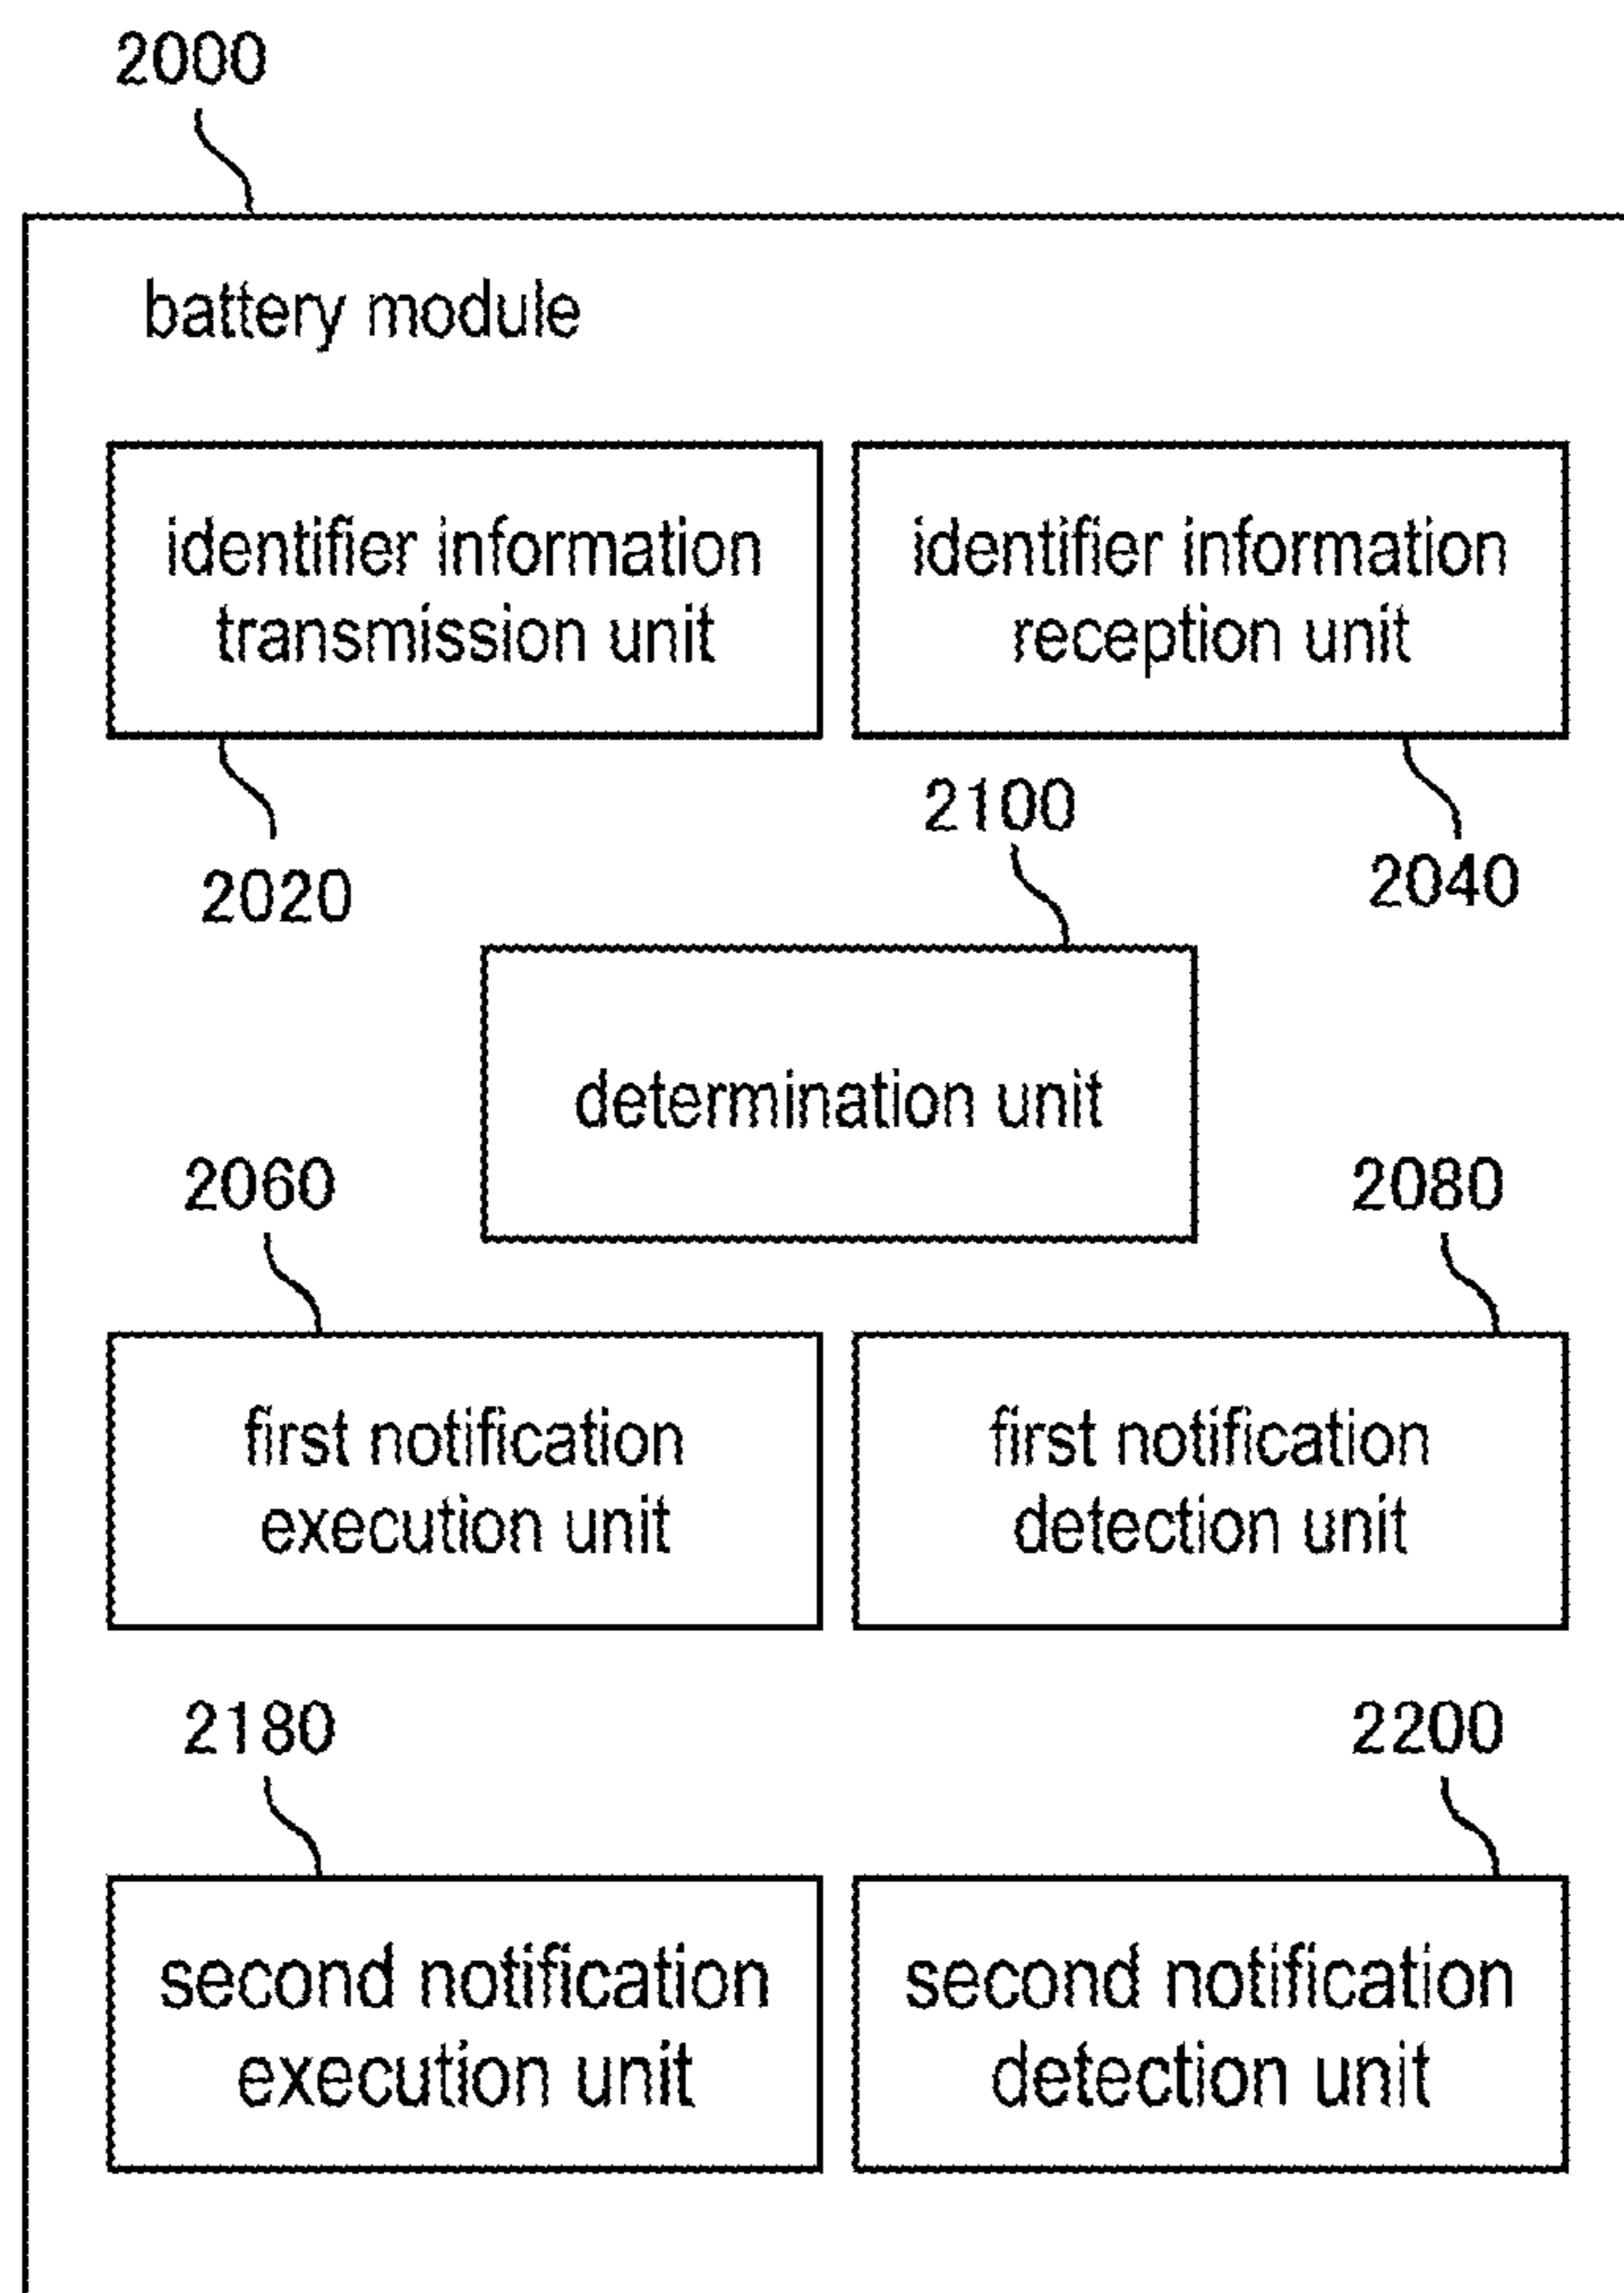 2000
battery module
identifier information
transmission unit
identifier information
reception unit
2020
2100
2040
determination unit
2060
2080
first notification
execution unit
first notification
detection unit
2180
2200
second notification
execution unit
second notification
detection unit